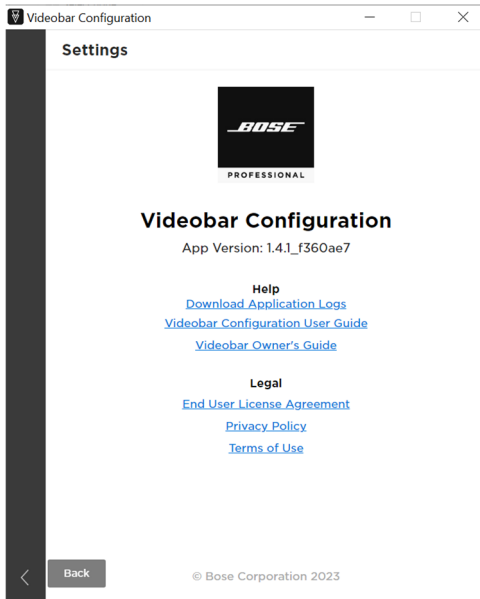 Videobar Configuration
Settings
BOSE
PROFESSIONAL
Videobar Configuration
App Version: 1.4.1_f360ae7
Help
Download Application Logs
Videobar Configuration User Guide
Videobar Owner's Guide
Legal
End User License Agreement
Privacy Policy
Terms of Use
Back
© Bose Corporation 2023